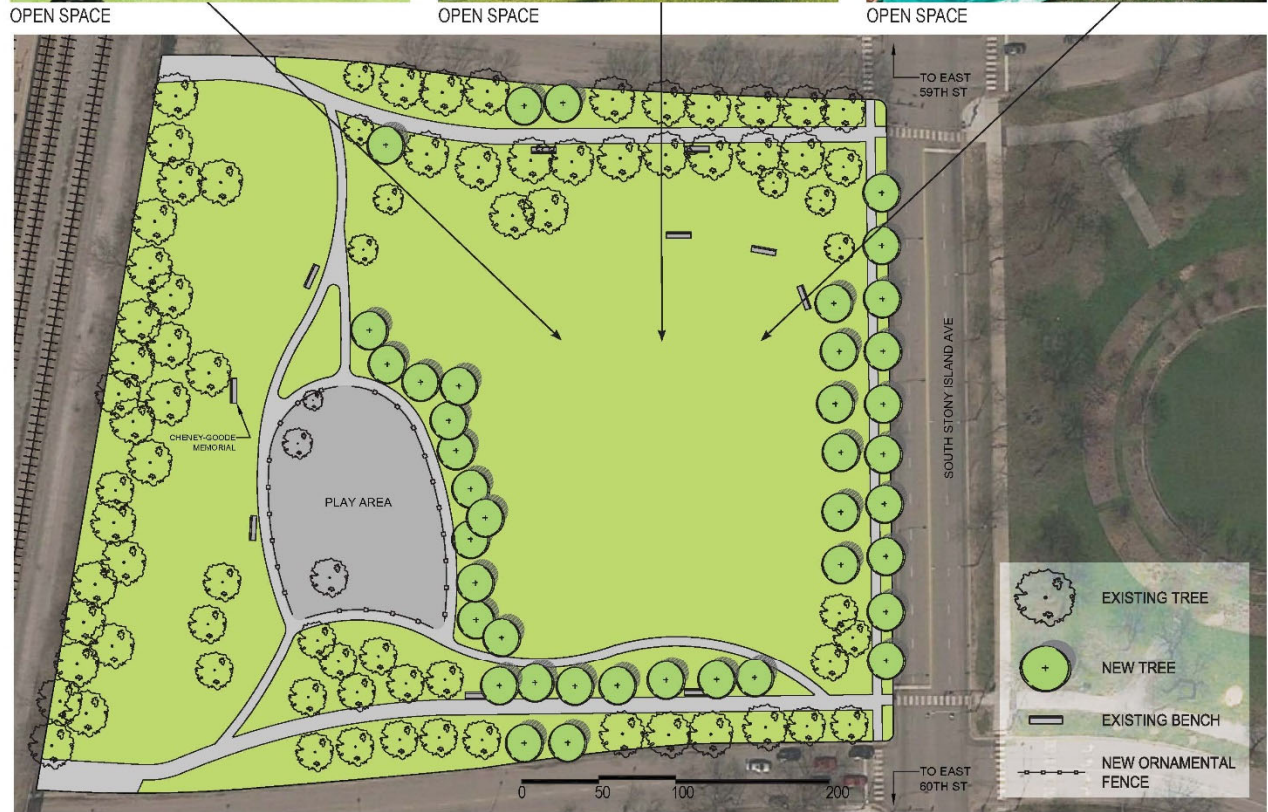 OPEN SPACE
OPEN SPACE
OPEN SPACE
TO EAST
59TH ST
SOUTH STONY ISLAND AVE
CHENEY-GOODE
MEMORIAL
PLAY AREA
EXISTING TREE
NEW TREE
EXISTING BENCH
NEW ORNAMENTAL
FENCE
TO EAST
60TH ST
0 50 100 200